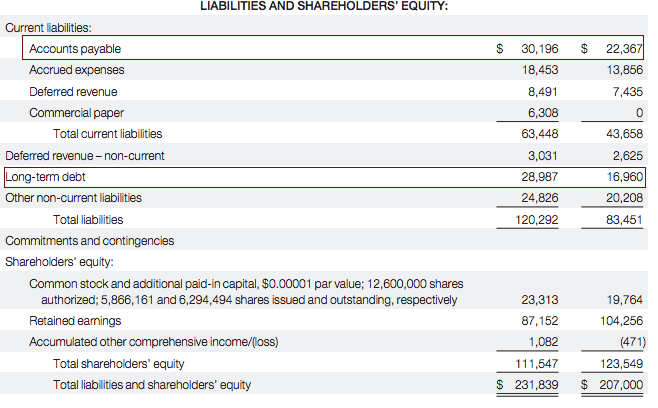 LIABILITIES AND SHAREHOLDERS’ EQUITY:
Current liabilities:
Accounts payable $ 30,196 $ 22,367
Accrued expenses 18,453 13,856
Deferred revenue 8,491 7,435
Commercial paper 6,308 0
Total current liabilities 63,448 43,658
Deferred revenue – non-current 3,031 2,625
Long-term debt 28,987 16,960
Other non-current liabilities 24,826 20,208
Total liabilities 120,292 83,451
Commitments and contingencies
Shareholders’ equity:
Common stock and additional paid-in capital, $0.00001 par value; 12,600,000 shares
authorized; 5,866,161 and 6,294,494 shares issued and outstanding, respectively 23,313 19,764
Retained earnings 87,152 104,256
Accumulated other comprehensive income/(loss) 1,082 (471)
Total shareholders’ equity 111,547 123,549
Total liabilities and shareholders’ equity $ 231,839 $ 207,000